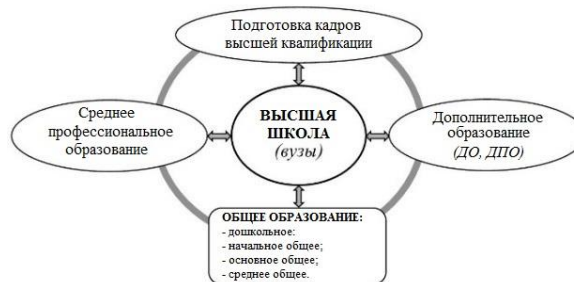 Подготовка кадров
высшей квалификации
Среднее
профессиональное
образование
ВЫСШАЯ
ШКОЛА
(вузы)
Дополнительное
образование
(ДО, ДПО)
ОБЩЕЕ ОБРАЗОВАНИЕ:
- дошкольное:
- начальное общее;
- основное общее;
- среднее общее.